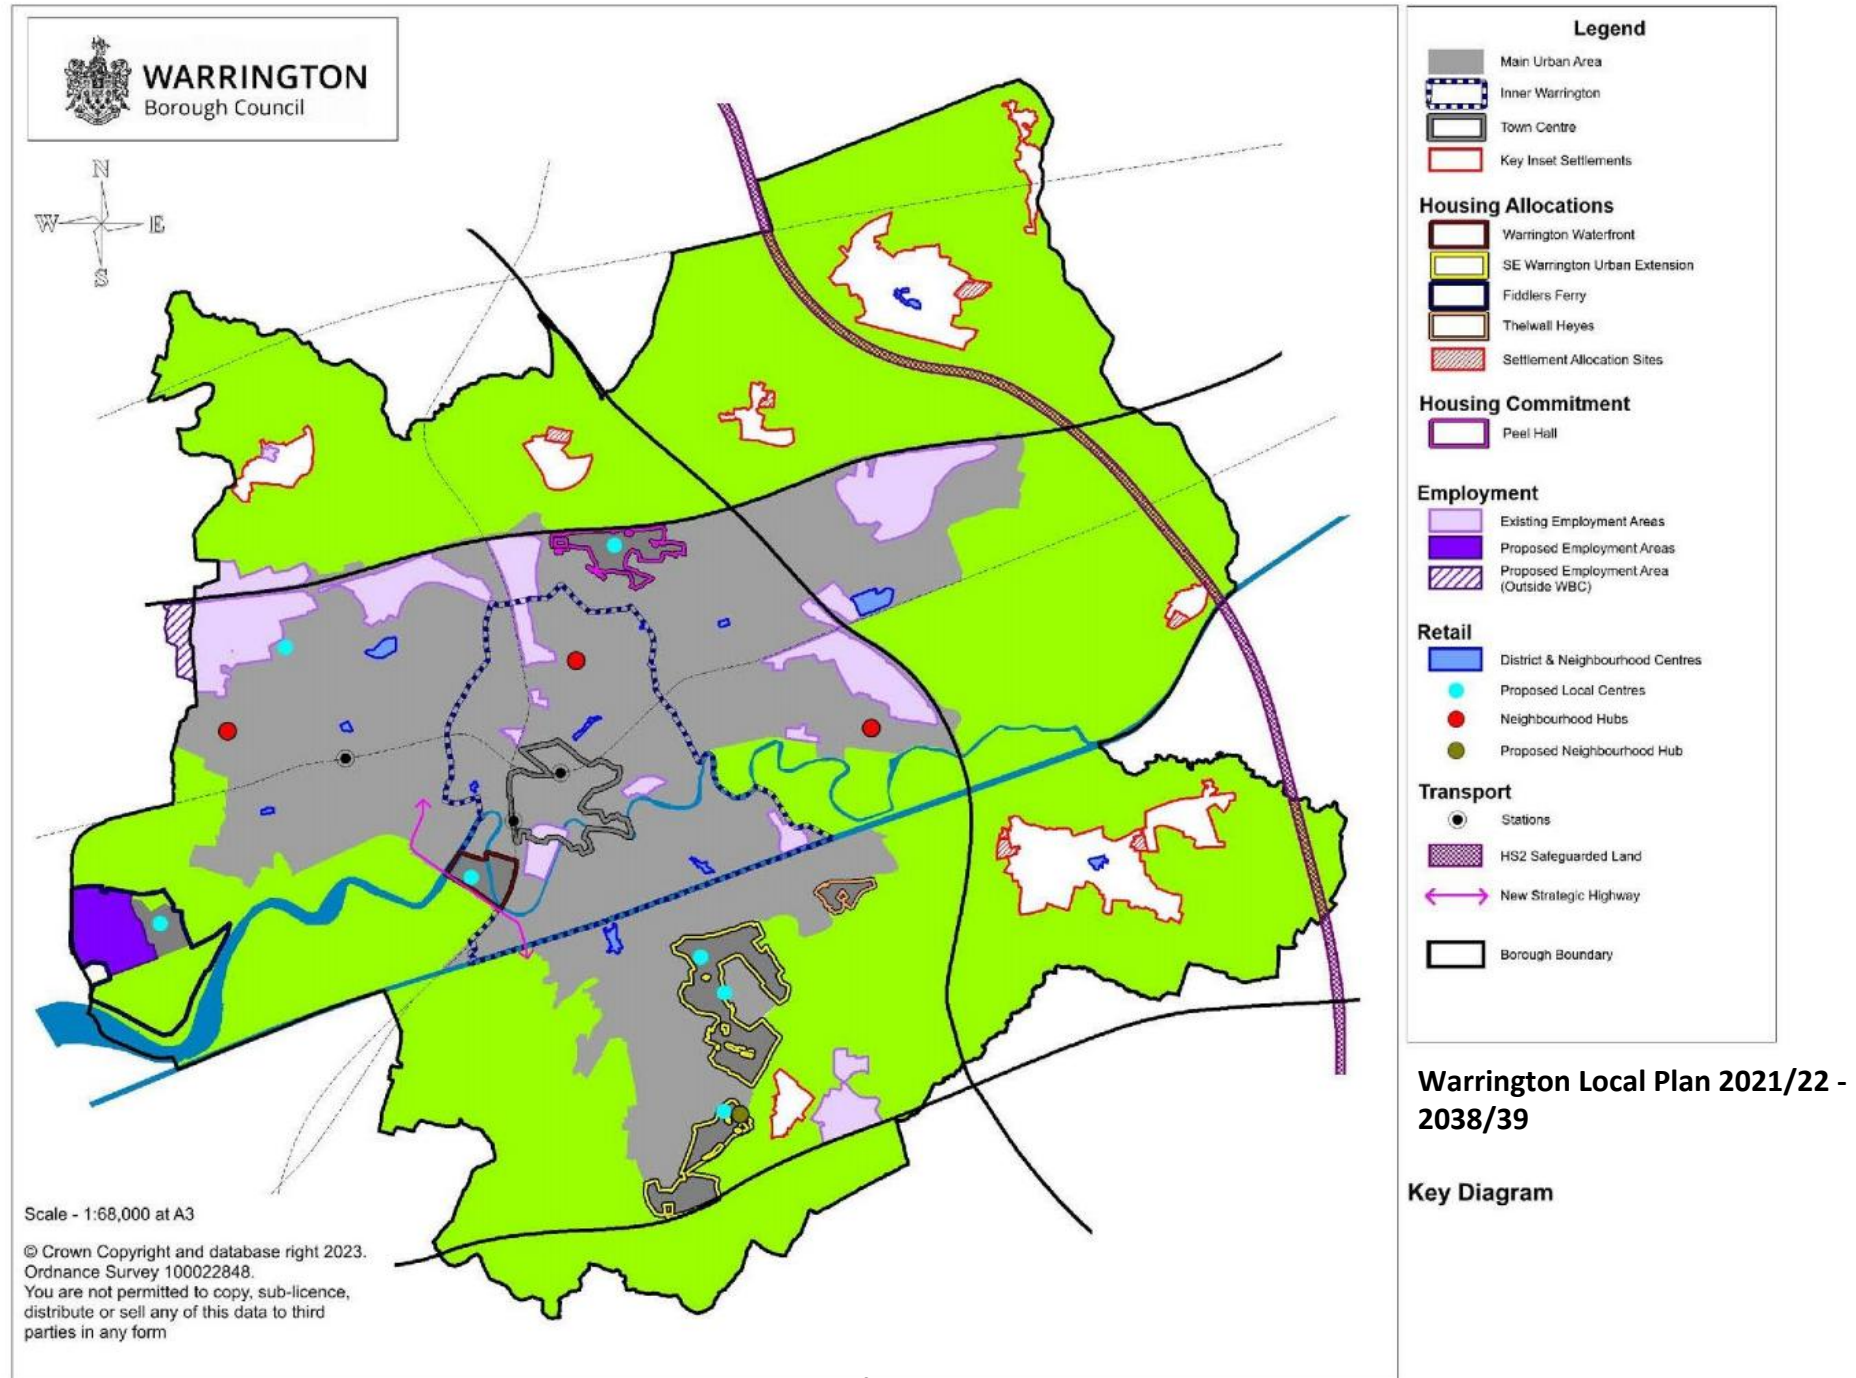 WARRINGTON
Borough Council
N
W E
S
Scale - 1:68,000 at A3
© Crown Copyright and database right 2023.
Ordnance Survey 100022848.
You are not permitted to copy, sub-licence,
distribute or sell any of this data to third
parties in any form
Legend
Main Urban Area
Inner Warrington
Town Centre
Key Inset Settlements
Housing Allocations
Warrington Waterfront
SE Warrington Urban Extension
Fiddlers Ferry
Thelwall Heyes
Settlement Allocation Sites
Housing Commitment
Peel Hall
Employment
Existing Employment Areas
Proposed Employment Areas
Proposed Employment Area
(Outside WBC)
Retail
District & Neighbourhood Centres
Proposed Local Centres
Neighbourhood Hubs
Proposed Neighbourhood Hub
Transport
Stations
HS2 Safeguarded Land
New Strategic Highway
Borough Boundary
Warrington Local Plan 2021/22 -
2038/39
Key Diagram